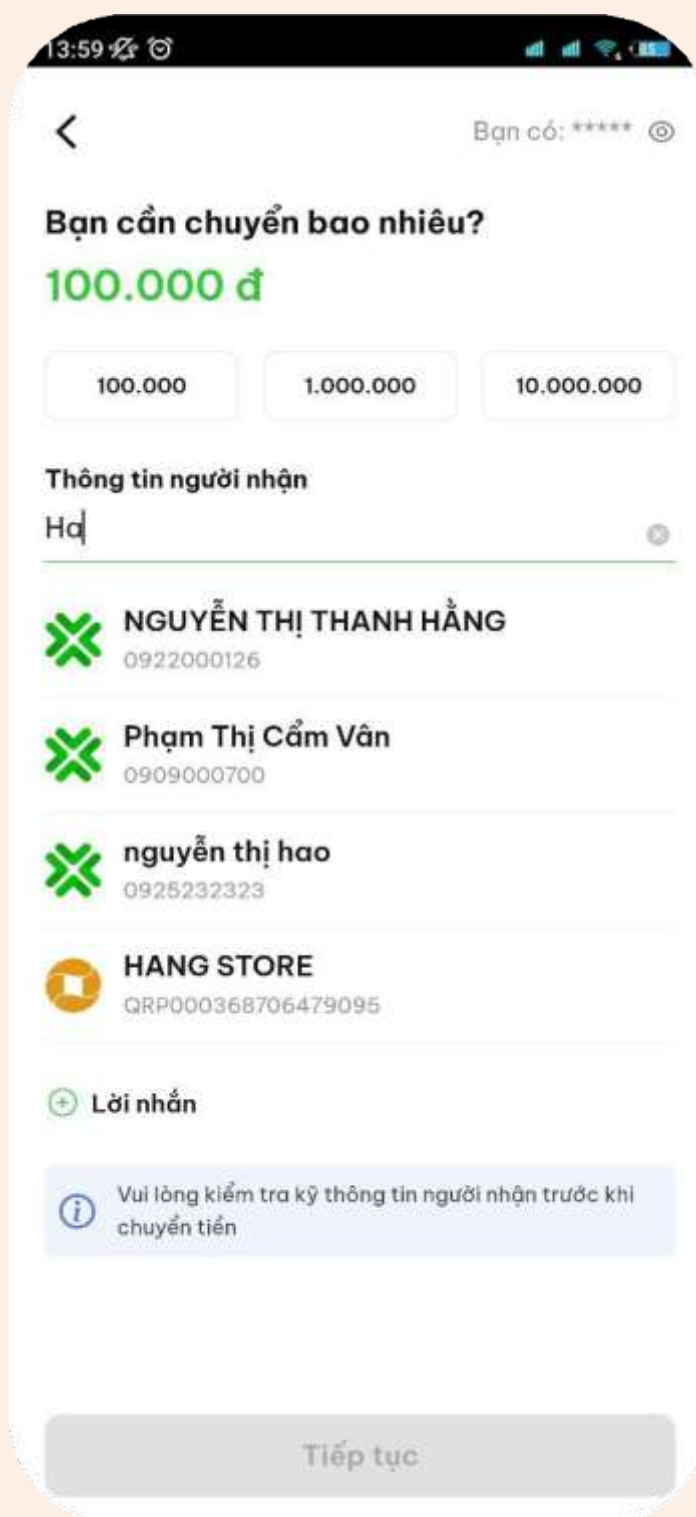 13:59
85
Bạn có: *****
Bạn cần chuyển bao nhiêu?
100.000 đ
100.000
1.000.000
10.000.000
Thông tin người nhận
Ha
NGUYỄN THỊ THANH HẰNG
0922000126
Phạm Thị Cẩm Vân
0909000700
nguyễn thị hao
0925232323
HANG STORE
QRP000368706479095
Lời nhắn
Vui lòng kiểm tra kỹ thông tin người nhận trước khi
chuyển tiền
Tiếp tục